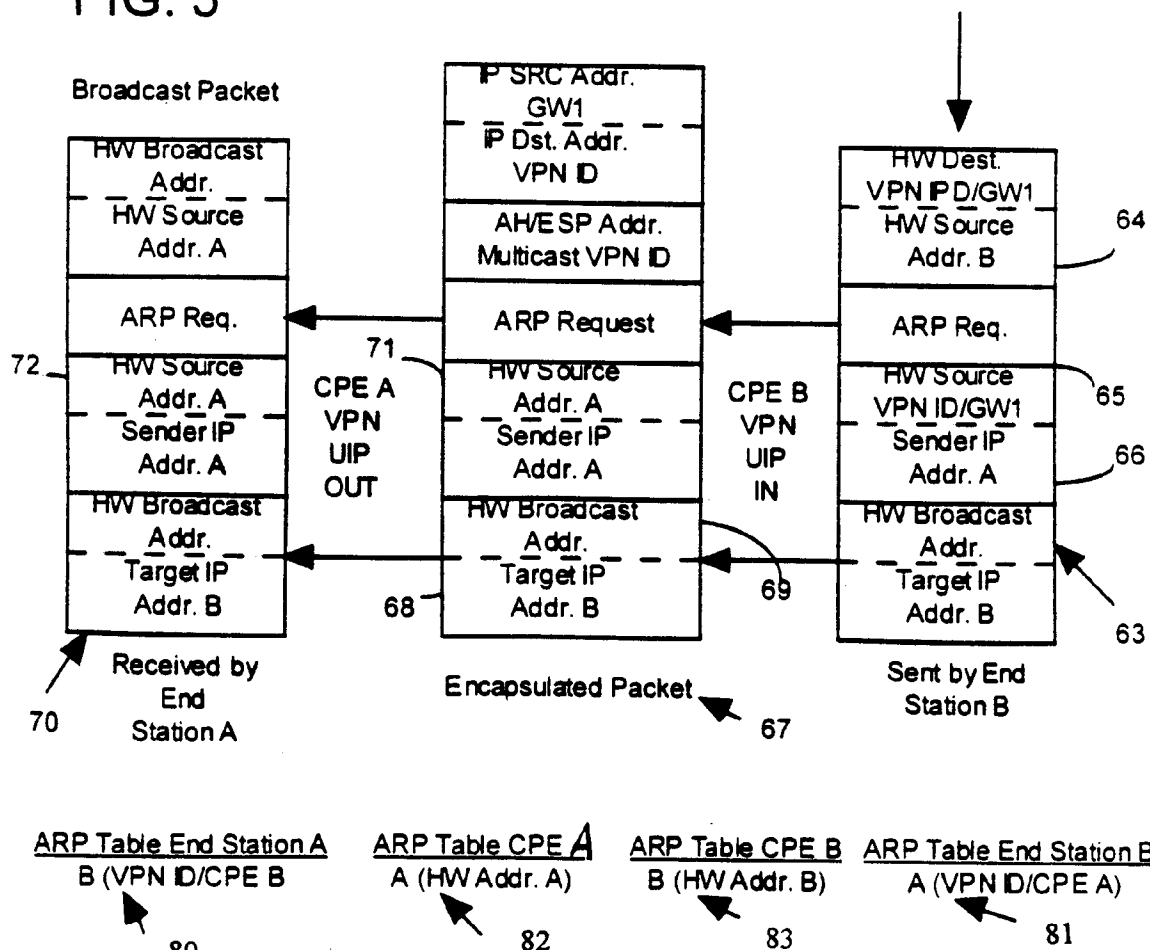 FIG. 5
Broadcast Packet
HW Broadcast
Addr.
HW Source
Addr. A
ARP Req.
HW Source
Addr. A
Sender IP
Addr. A
HW Broadcast
Addr.
Target IP
Addr. B
72
70
Received by
End
Station A
CPE A
VPN
UIP
OUT
IP SRC Addr.
GW1
IP Dst. Addr.
VPN ID
AH/ESP Addr.
Multicast VPN ID
ARP Request
HW Source
Addr. A
Sender IP
Addr. A
HW Broadcast
Addr.
Target IP
Addr. B
71
68
69
Encapsulated Packet
67
CPE B
VPN
UIP
IN
HW Dest.
VPN IPD/GW1
HW Source
Addr. B
ARP Req.
HW Source
VPN ID/GW1
Sender IP
Addr. A
HW Broadcast
Addr.
Target IP
Addr. B
64
65
66
63
Sent by End
Station B
ARP Table End Station A
B (VPN ID/CPE B
80
ARP Table CPE A
A (HW Addr. A)
82
ARP Table CPE B
B (HW Addr. B)
83
ARP Table End Station B
A (VPN ID/CPE A)
81